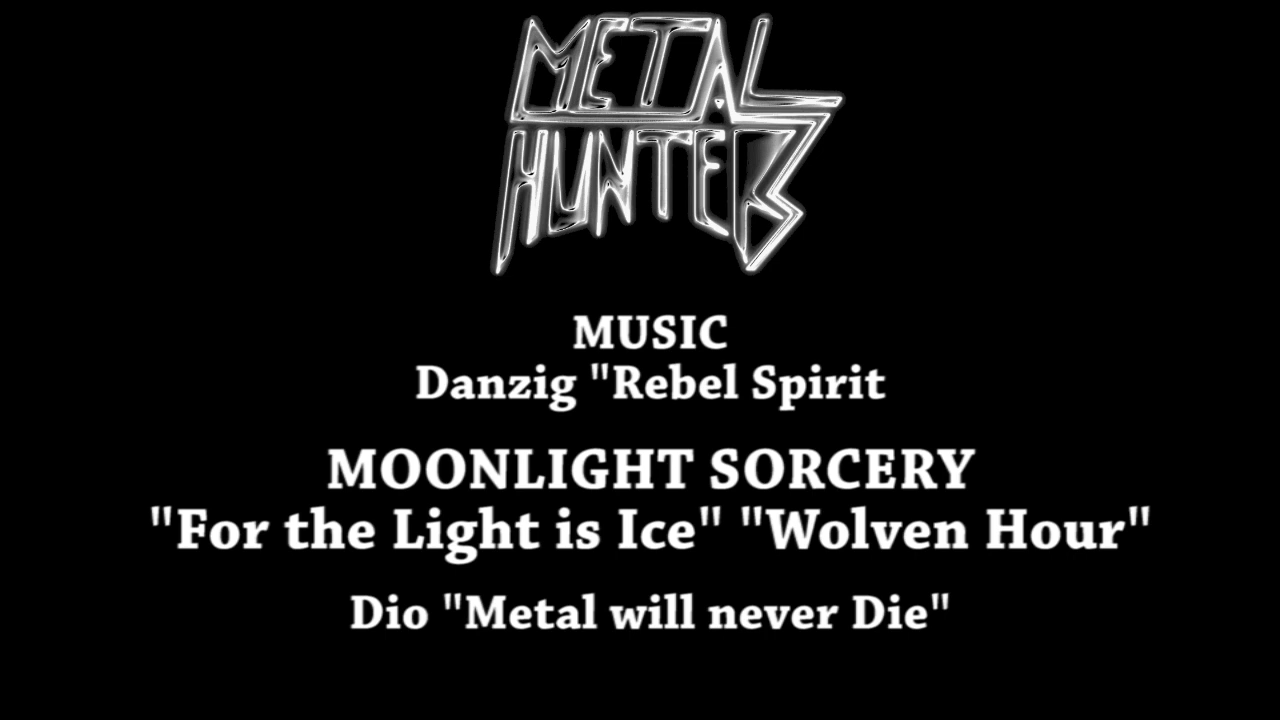 METAL
HUNTER
MUSIC
Danzig "Rebel Spirit
MOONLIGHT SORCERY
"For the Light is Ice" "Wolven Hour"
Dio "Metal will never Die"